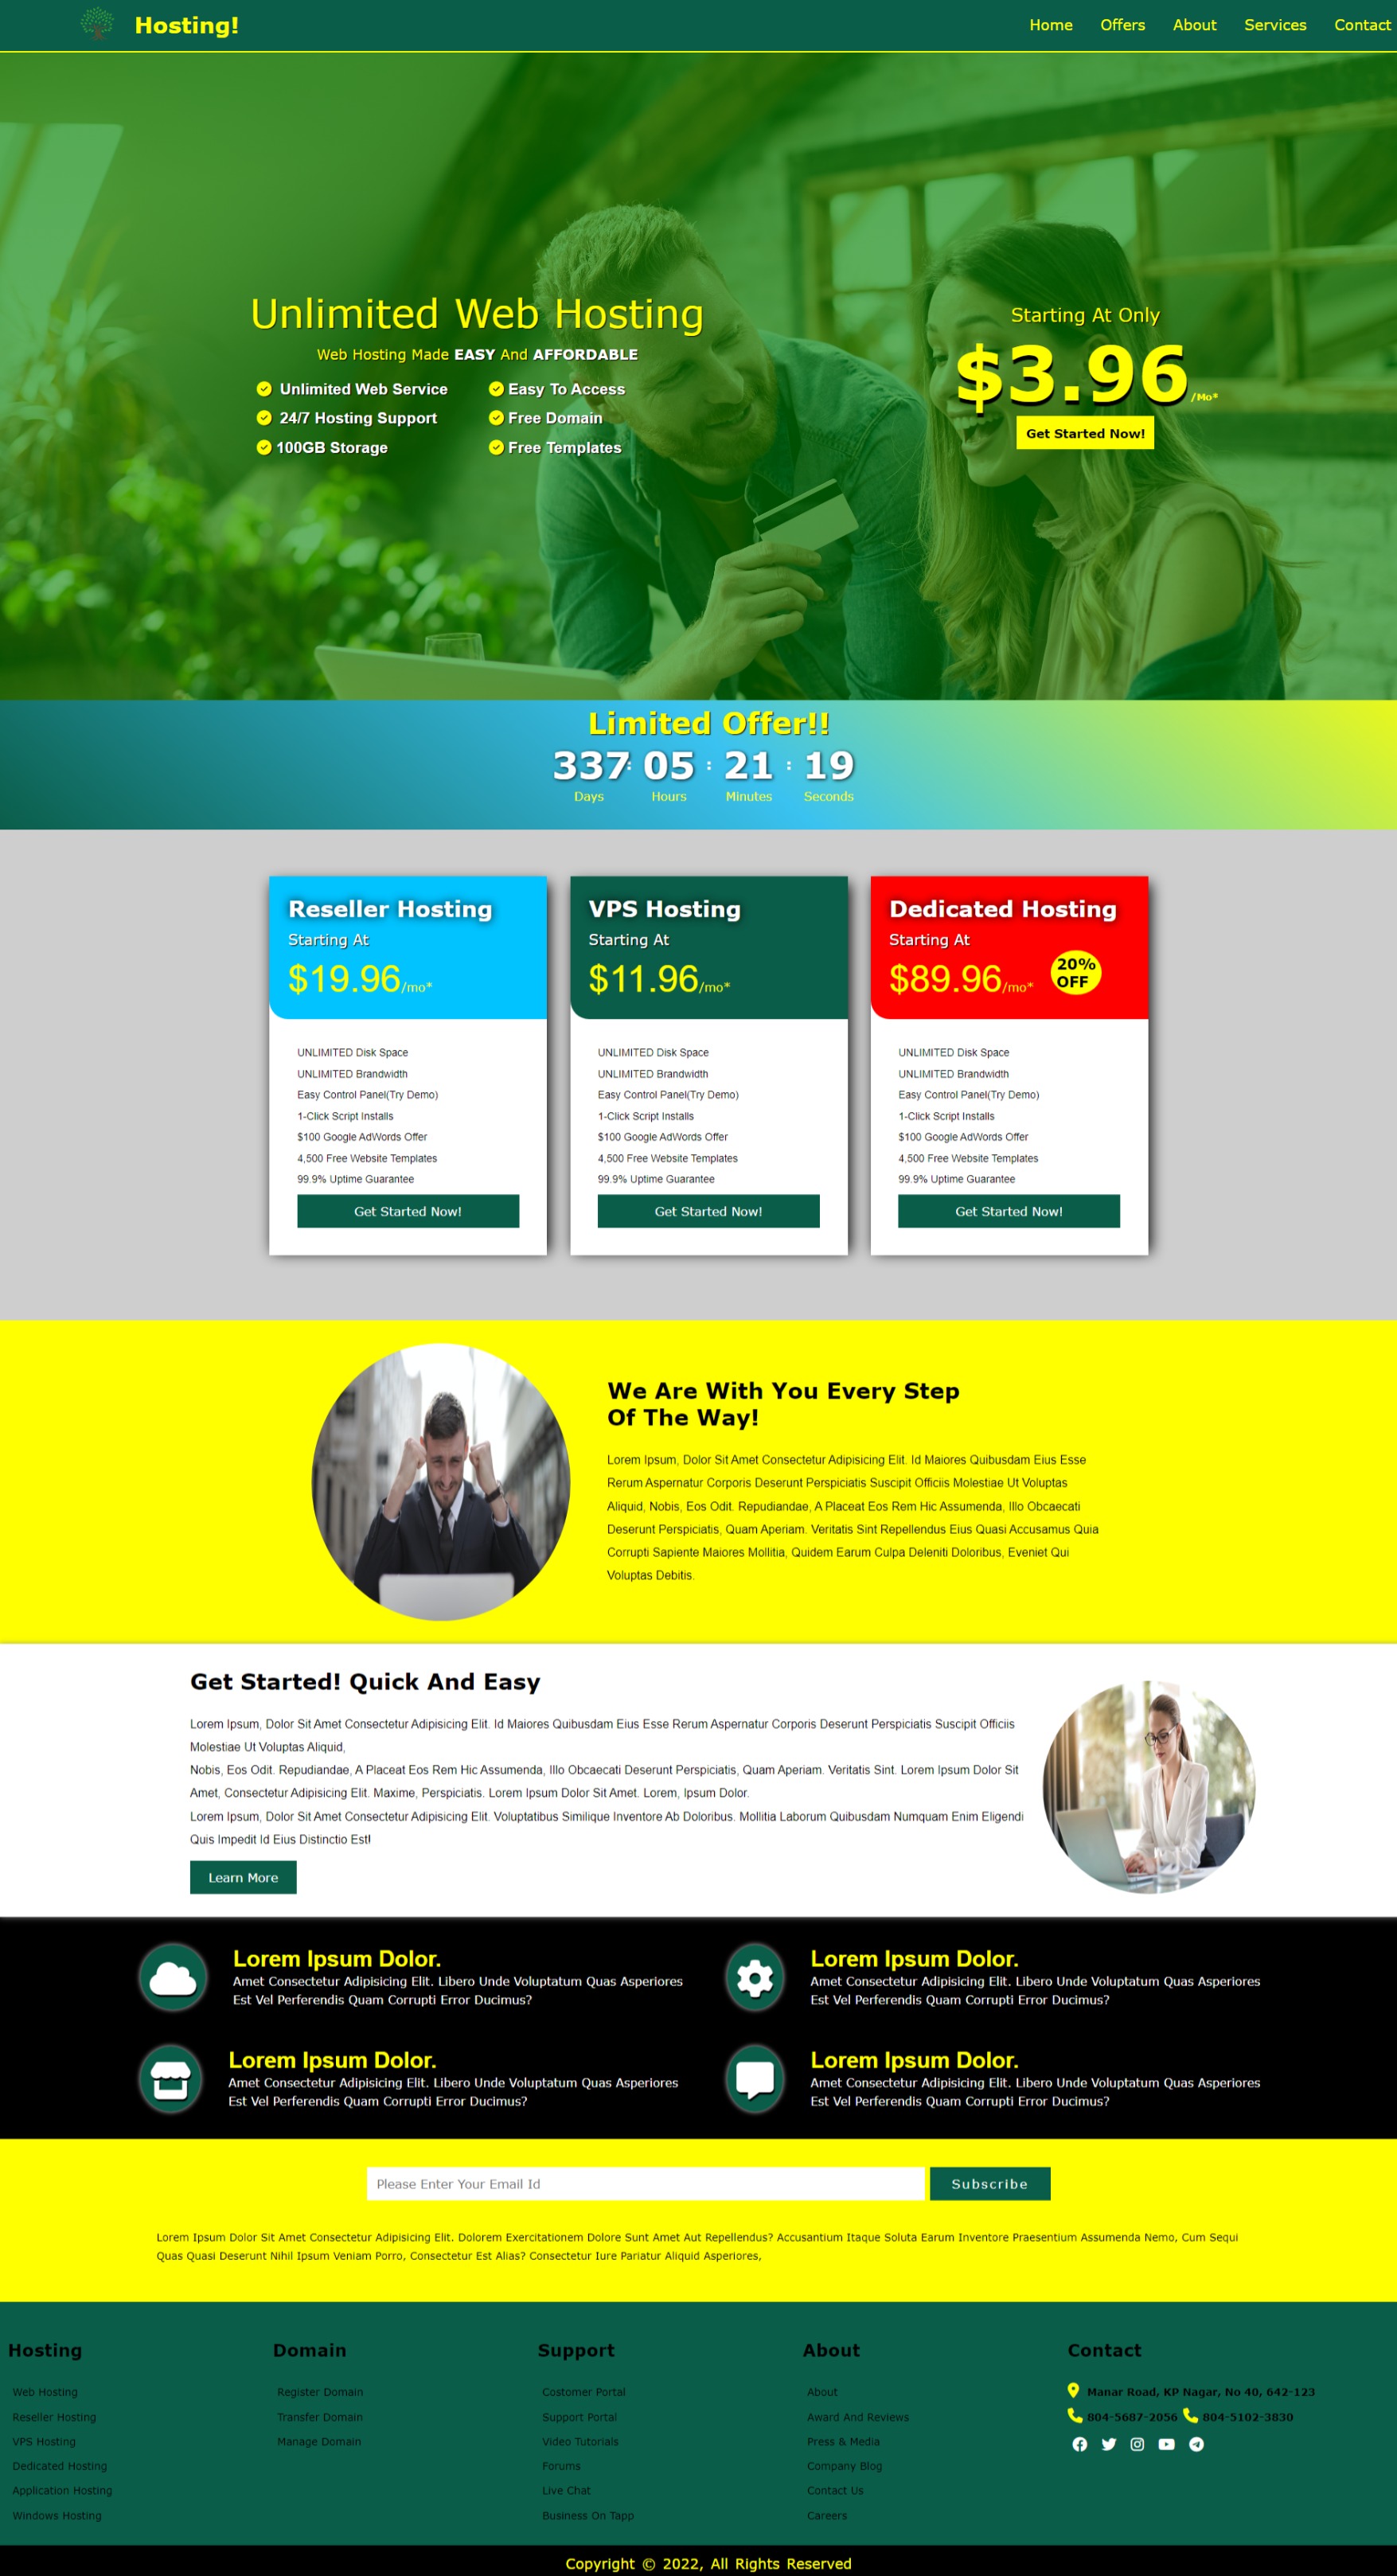 Hosting!
Home Offers About Services Contact
Unlimited Web Hosting
Web Hosting Made EASY And AFFORDABLE
Unlimited Web Service
Easy To Access
24/7 Hosting Support
Free Domain
100GB Storage
Free Templates
Starting At Only
$3.96/Mo*
Get Started Now!
Limited Offer!!
337: 05 : 21 : 19
Days Hours Minutes Seconds
Reseller Hosting
Starting At
$19.96/mo*
UNLIMITED Disk Space
UNLIMITED Brandwidth
Easy Control Panel(Try Demo)
1-Click Script Installs
$100 Google AdWords Offer
4,500 Free Website Templates
99.9% Uptime Guarantee
Get Started Now!
VPS Hosting
Starting At
$11.96/mo*
UNLIMITED Disk Space
UNLIMITED Brandwidth
Easy Control Panel(Try Demo)
1-Click Script Installs
$100 Google AdWords Offer
4,500 Free Website Templates
99.9% Uptime Guarantee
Get Started Now!
Dedicated Hosting
Starting At
$89.96/mo*
20%
OFF
UNLIMITED Disk Space
UNLIMITED Brandwidth
Easy Control Panel(Try Demo)
1-Click Script Installs
$100 Google AdWords Offer
4,500 Free Website Templates
99.9% Uptime Guarantee
Get Started Now!
We Are With You Every Step
Of The Way!
Lorem Ipsum, Dolor Sit Amet Consectetur Adipisicing Elit. Id Maiores Quibusdam Eius Esse
Rerum Aspernatur Corporis Deserunt Perspiciatis Suscipit Officiis Molestiae Ut Voluptas
Aliquid, Nobis, Eos Odit. Repudiandae, A Placeat Eos Rem Hic Assumenda, Illo Obcaecati
Deserunt Perspiciatis, Quam Aperiam. Veritatis Sint Repellendus Eius Quasi Accusamus Quia
Corrupti Sapiente Maiores Mollitia, Quidem Earum Culpa Deleniti Doloribus, Eveniet Qui
Voluptas Debitis.
Get Started! Quick And Easy
Lorem Ipsum, Dolor Sit Amet Consectetur Adipisicing Elit. Id Maiores Quibusdam Eius Esse Rerum Aspernatur Corporis Deserunt Perspiciatis Suscipit Officiis
Molestiae Ut Voluptas Aliquid,
Nobis, Eos Odit. Repudiandae, A Placeat Eos Rem Hic Assumenda, Illo Obcaecati Deserunt Perspiciatis, Quam Aperiam. Veritatis Sint. Lorem Ipsum Dolor Sit
Amet, Consectetur Adipisicing Elit. Maxime, Perspiciatis. Lorem Ipsum Dolor Sit Amet. Lorem, Ipsum Dolor.
Lorem Ipsum, Dolor Sit Amet Consectetur Adipisicing Elit. Voluptatibus Similique Inventore Ab Doloribus. Mollitia Laborum Quibusdam Numquam Enim Eligendi
Quis Impedit Id Eius Distinctio Est!
Learn More
Lorem Ipsum Dolor.
Amet Consectetur Adipisicing Elit. Libero Unde Voluptatum Quas Asperiores
Est Vel Perferendis Quam Corrupti Error Ducimus?
Lorem Ipsum Dolor.
Amet Consectetur Adipisicing Elit. Libero Unde Voluptatum Quas Asperiores
Est Vel Perferendis Quam Corrupti Error Ducimus?
Lorem Ipsum Dolor.
Amet Consectetur Adipisicing Elit. Libero Unde Voluptatum Quas Asperiores
Est Vel Perferendis Quam Corrupti Error Ducimus?
Lorem Ipsum Dolor.
Amet Consectetur Adipisicing Elit. Libero Unde Voluptatum Quas Asperiores
Est Vel Perferendis Quam Corrupti Error Ducimus?
Please Enter Your Email Id
Subscribe
Lorem Ipsum Dolor Sit Amet Consectetur Adipisicing Elit. Dolorem Exercitationem Dolore Sunt Amet Aut Repellendus? Accusantium Itaque Soluta Earum Inventore Praesentium Assumenda Nemo, Cum Sequi
Quas Quasi Deserunt Nihil Ipsum Veniam Porro, Consectetur Est Alias? Consectetur Iure Pariatur Aliquid Asperiores,
Hosting
Web Hosting
Reseller Hosting
VPS Hosting
Dedicated Hosting
Application Hosting
Windows Hosting
Domain
Register Domain
Transfer Domain
Manage Domain
Support
Costomer Portal
Support Portal
Video Tutorials
Forums
Live Chat
Business On Tapp
About
About
Award And Reviews
Press & Media
Company Blog
Contact Us
Careers
Contact
Manar Road, KP Nagar, No 40, 642-123
804-5687-2056 804-5102-3830
Copyright © 2022, All Rights Reserved